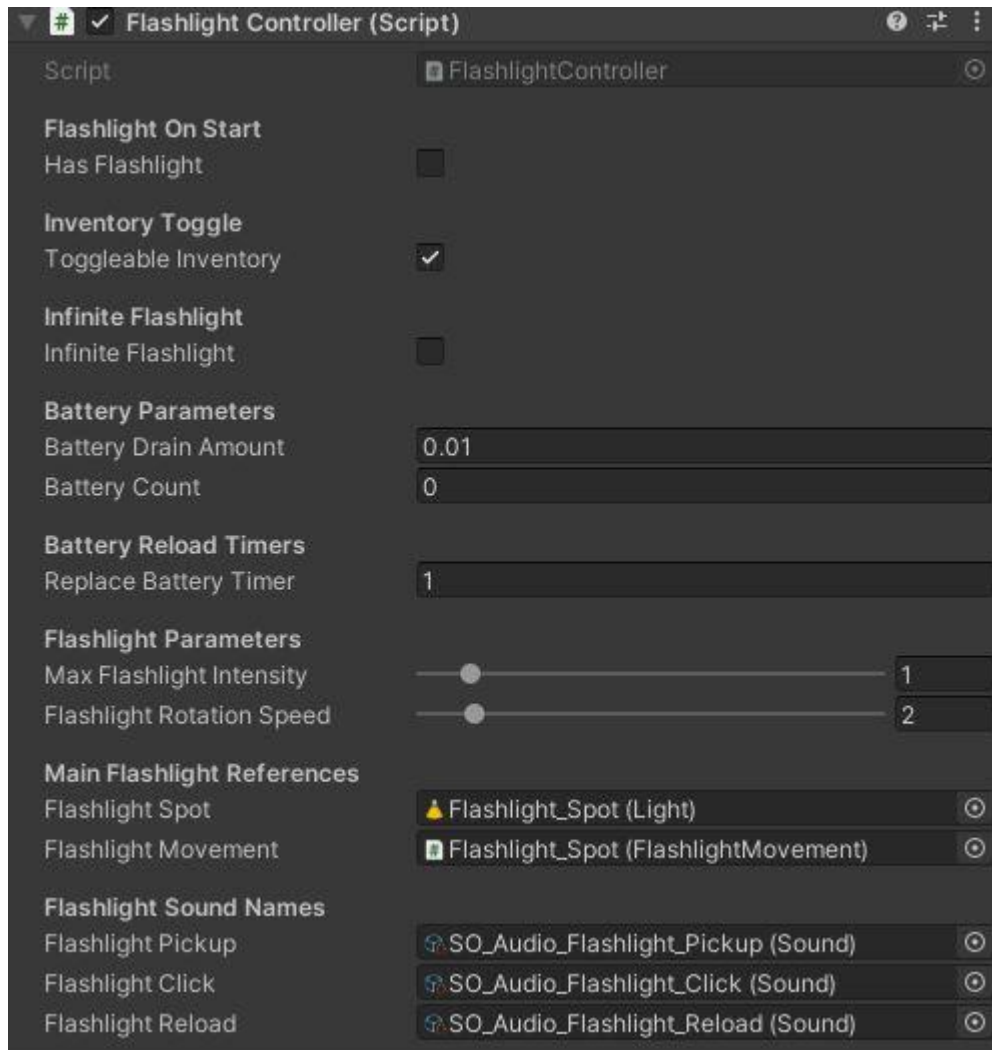 Flashlight Controller (Script)
Script FlashlightController
Flashlight On Start
Has Flashlight
Inventory Toggle
Toggleable Inventory
Infinite Flashlight
Infinite Flashlight
Battery Parameters
Battery Drain Amount 0.01
Battery Count 0
Battery Reload Timers
Replace Battery Timer 1
Flashlight Parameters
Max Flashlight Intensity 1
Flashlight Rotation Speed 2
Main Flashlight References
Flashlight Spot Flashlight_Spot (Light)
Flashlight Movement # Flashlight_Spot (FlashlightMovement)
Flashlight Sound Names
Flashlight Pickup SO_Audio_Flashlight_Pickup (Sound)
Flashlight Click SO_Audio_Flashlight_Click (Sound)
Flashlight Reload SO_Audio_Flashlight_Reload (Sound)